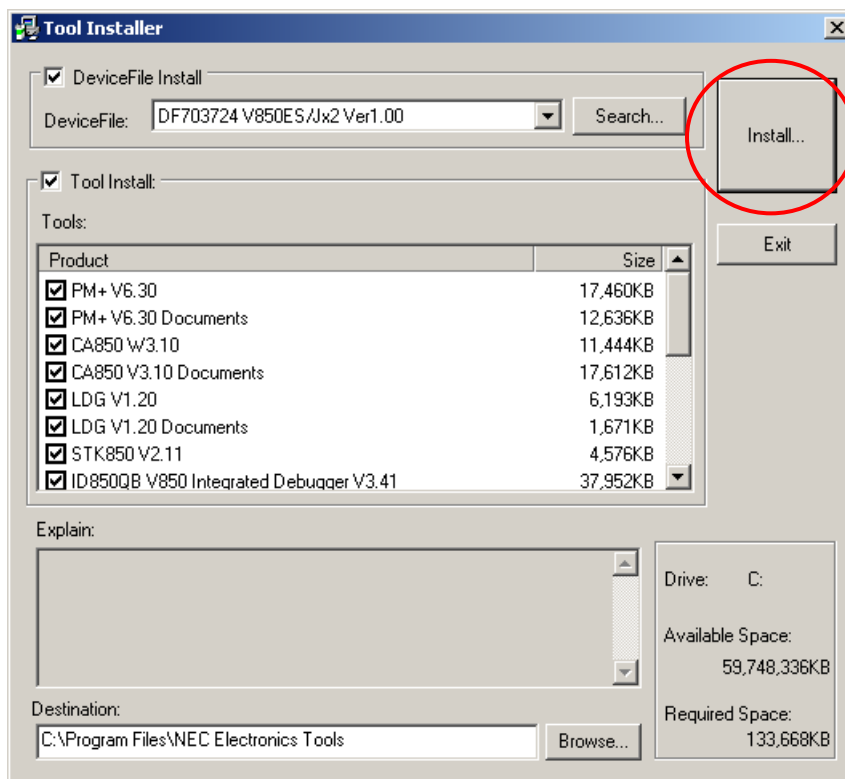 Tool Installer
DeviceFile Install
DeviceFile: DF703724 V850ES/Jx2 Ver1.00 Search...
Install...
Tool Install:
Exit
Tools:
Product Size
PM+ V6.30 17,460KB
PM+ V6.30 Documents 12,636KB
CA850 W3.10 11,444KB
CA850 V3.10 Documents 17,612KB
LDG V1.20 6,193KB
LDG V1.20 Documents 1,671KB
STK850 V2.11 4,576KB
ID850QB V850 Integrated Debugger V3.41 37,952KB
Explain:
Drive: C:
Available Space:
59,748,336KB
Required Space:
133,668KB
Destination:
C:\Program Files\NEC Electronics Tools Browse...